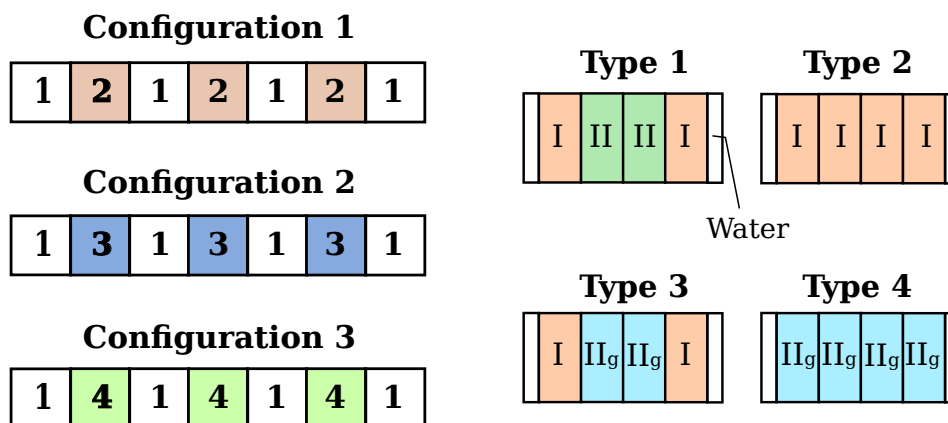 Configuration 1
1 2 1 2 1 2 1
Configuration 2
1 3 1 3 1 3 1
Configuration 3
1 4 1 4 1 4 1
Type 1
I II II I
Water
Type 2
I I I I
Type 3
I IIg IIg I
Type 4
IIg IIg IIg IIg